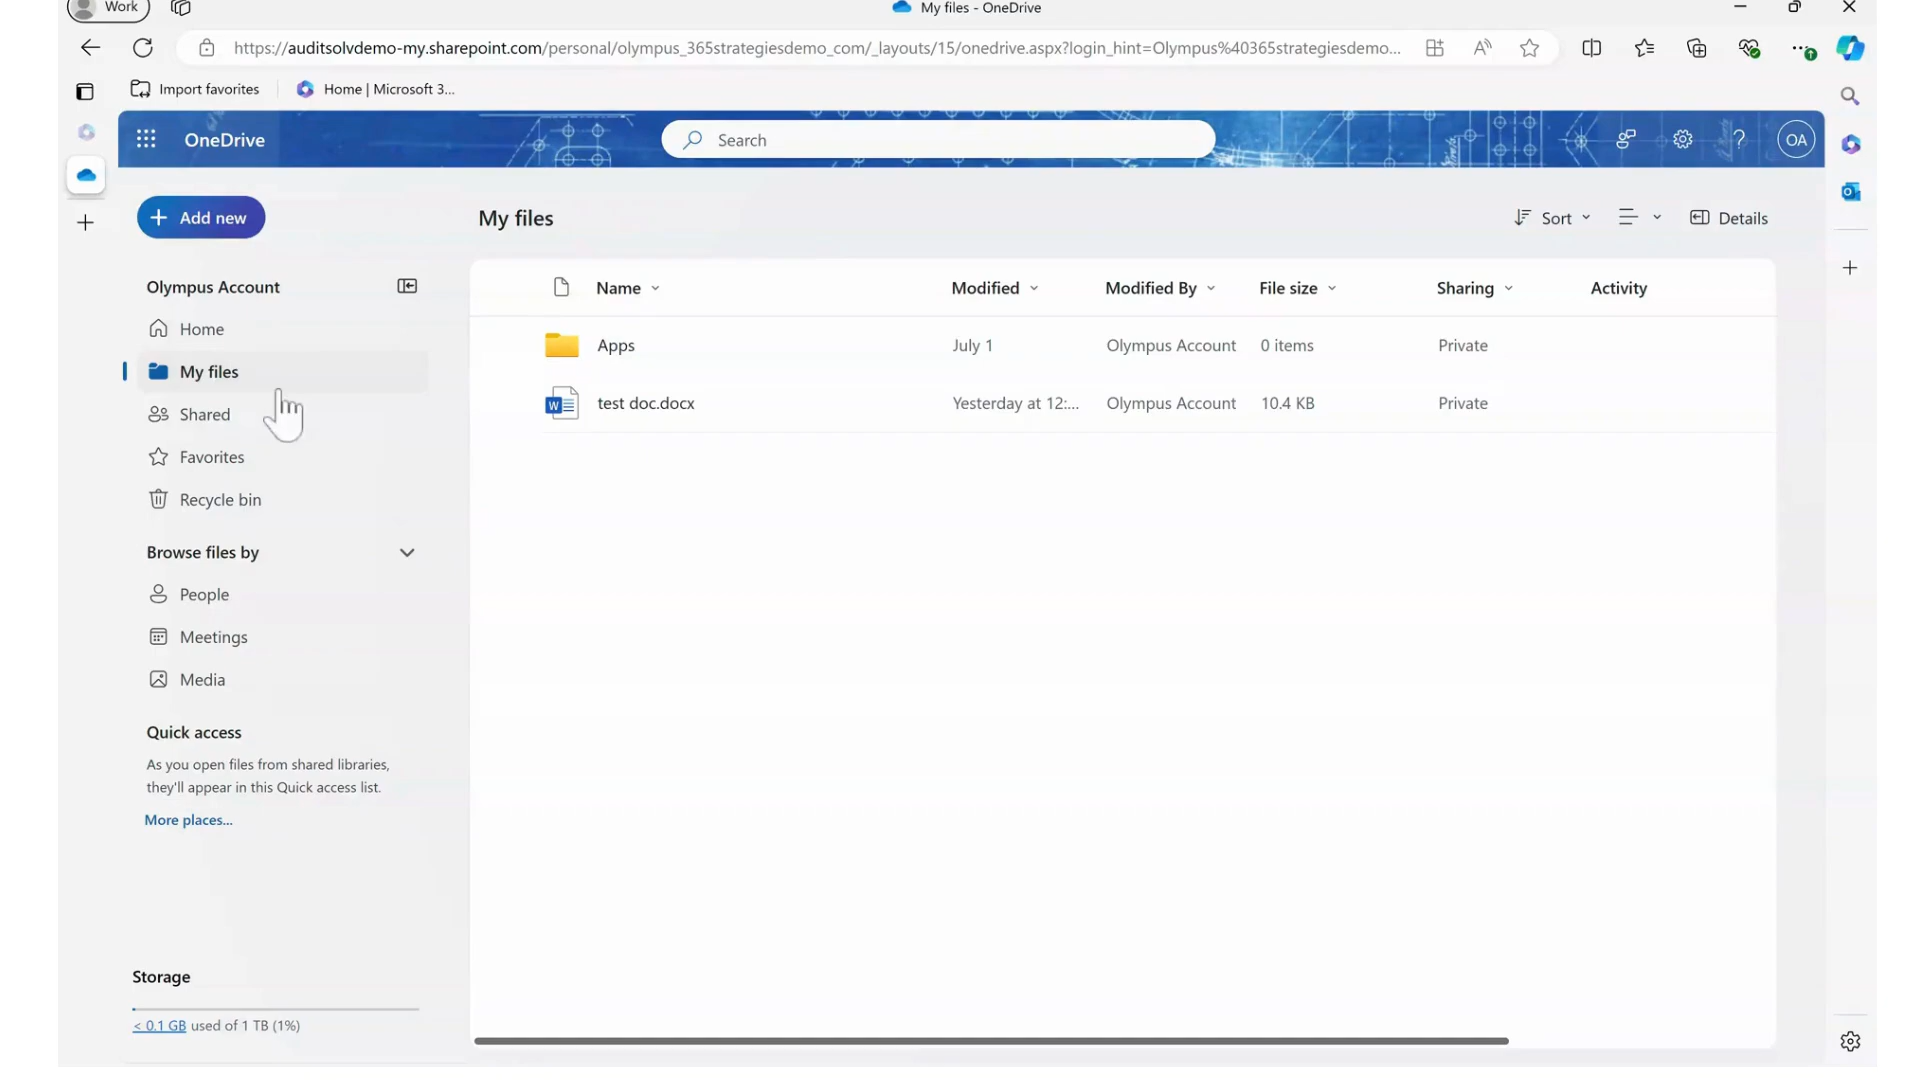 Work
My files - OneDrive
https://auditsolvdemo-my.sharepoint.com/personal/olympus_365strategiesdemo_com/_layouts/15/onedrive.aspx?login_hint=Olympus%40365strategiesdemo...
Import favorites
Home | Microsoft 3...
OneDrive
Search
OA
Add new
My files
Sort
Details
Olympus Account
Name
Modified
Modified By
File size
Sharing
Activity
Home
Apps
July 1
Olympus Account
0 items
Private
My files
test doc.docx
Yesterday at 12:...
Olympus Account
10.4 KB
Private
Shared
Favorites
Recycle bin
Browse files by
People
Meetings
Media
Quick access
As you open files from shared libraries,
they'll appear in this Quick access list.
More places...
Storage
< 0.1 GB used of 1 TB (1%)